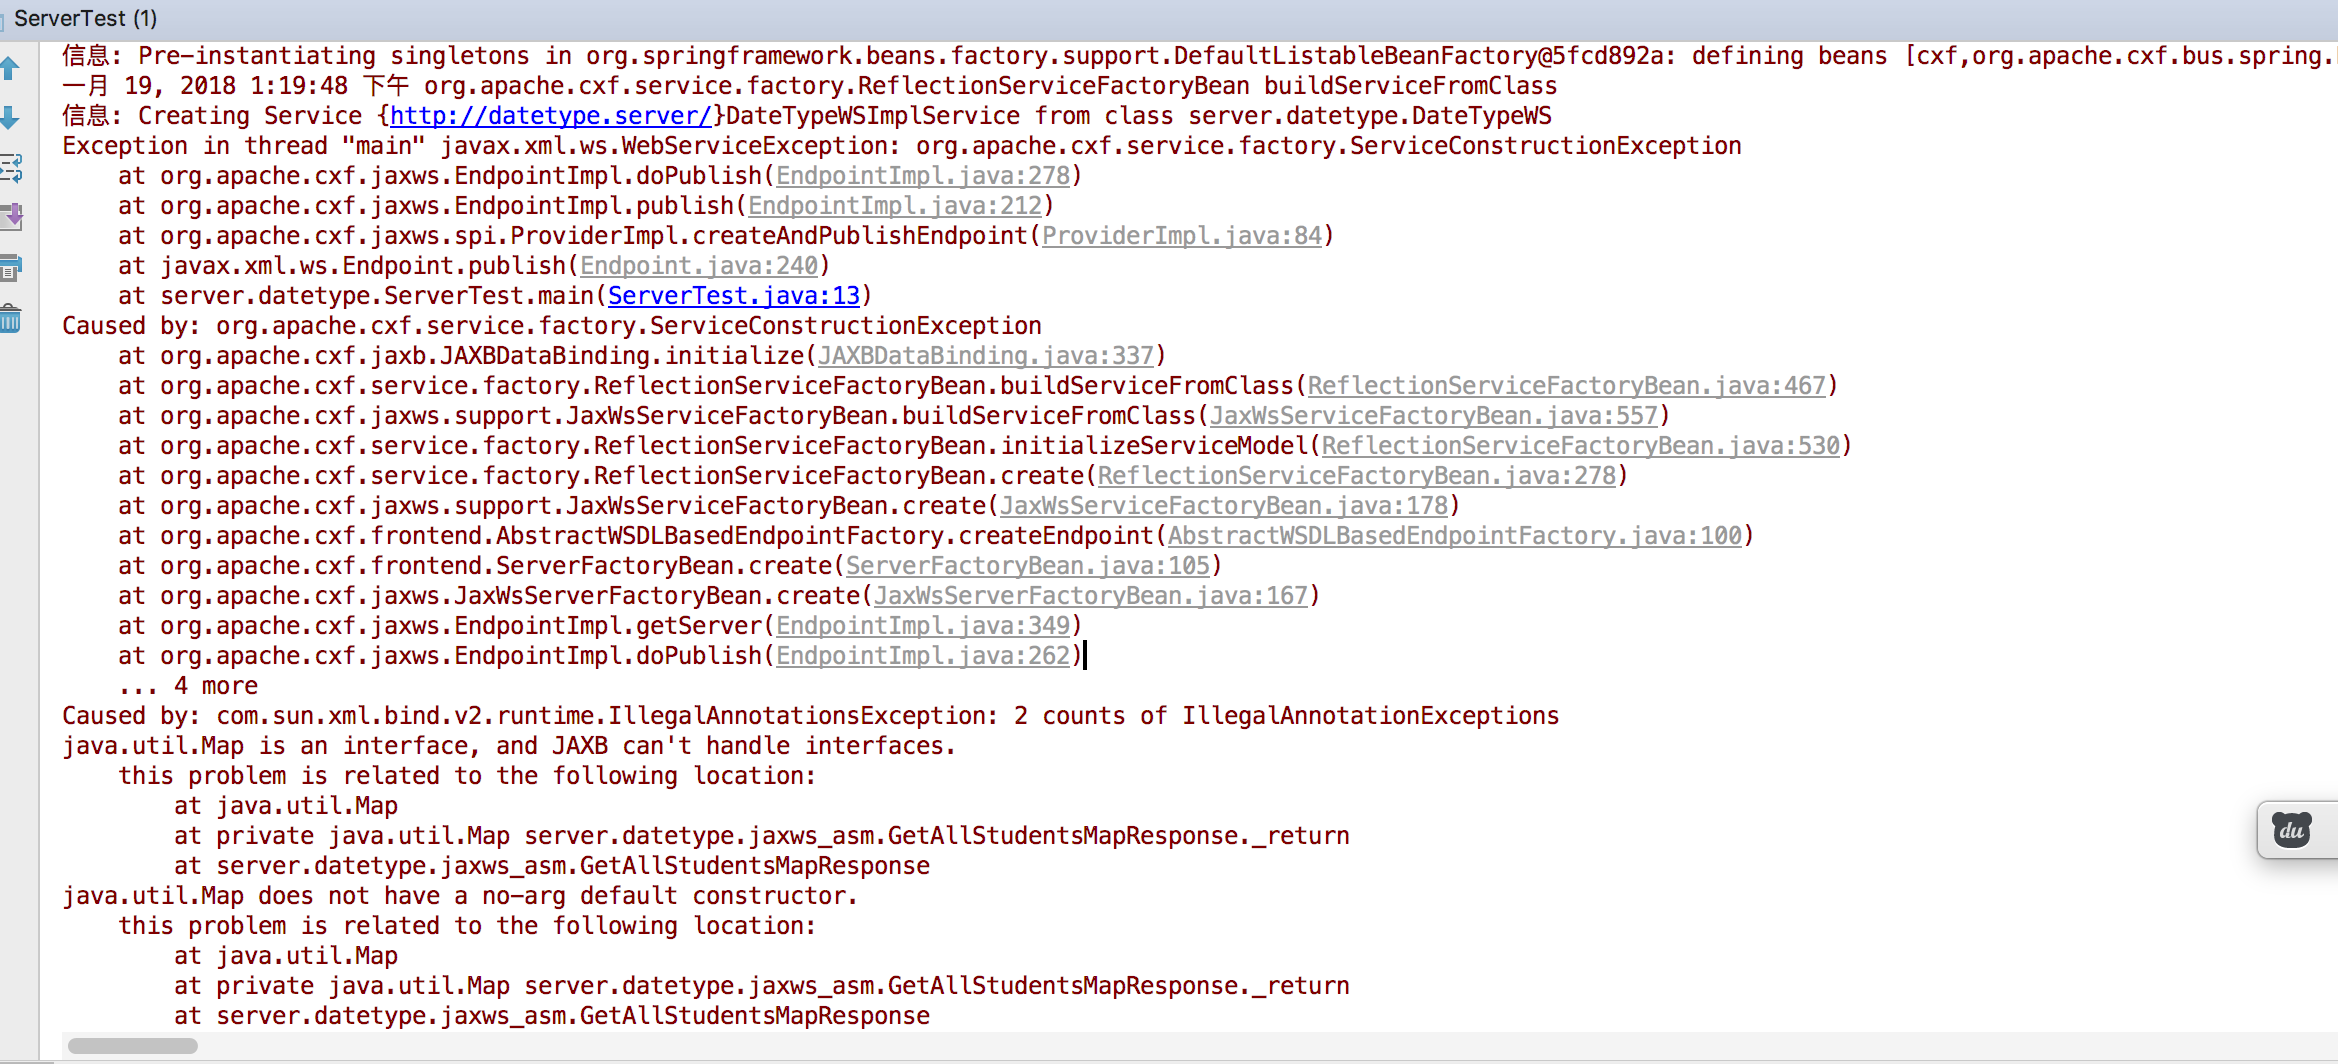 ServerTest (1)
信息: Pre-instantiating singletons in org.springframework.beans.factory.support.DefaultListableBeanFactory@5fcd892a: defining beans [cxf,org.apache.cxf.bus.spring.
一月 19, 2018 1:19:48 下午 org.apache.cxf.service.factory.ReflectionServiceFactoryBean buildServiceFromClass
信息: Creating Service {http://datetype.server/}DateTypeWSImplService from class server.datetype.DateTypeWS
Exception in thread "main" javax.xml.ws.WebServiceException: org.apache.cxf.service.factory.ServiceConstructionException
at org.apache.cxf.jaxws.EndpointImpl.doPublish(EndpointImpl.java:278)
at org.apache.cxf.jaxws.EndpointImpl.publish(EndpointImpl.java:212)
at org.apache.cxf.jaxws.spi.ProviderImpl.createAndPublishEndpoint(ProviderImpl.java:84)
at javax.xml.ws.Endpoint.publish(Endpoint.java:240)
at server.datetype.ServerTest.main(ServerTest.java:13)
Caused by: org.apache.cxf.service.factory.ServiceConstructionException
at org.apache.cxf.jaxb.JAXBDataBinding.initialize(JAXBDataBinding.java:337)
at org.apache.cxf.service.factory.ReflectionServiceFactoryBean.buildServiceFromClass(ReflectionServiceFactoryBean.java:467)
at org.apache.cxf.jaxws.support.JaxWsServiceFactoryBean.buildServiceFromClass(JaxWsServiceFactoryBean.java:557)
at org.apache.cxf.service.factory.ReflectionServiceFactoryBean.initializeServiceModel(ReflectionServiceFactoryBean.java:530)
at org.apache.cxf.service.factory.ReflectionServiceFactoryBean.create(ReflectionServiceFactoryBean.java:278)
at org.apache.cxf.jaxws.support.JaxWsServiceFactoryBean.create(JaxWsServiceFactoryBean.java:178)
at org.apache.cxf.frontend.AbstractWSDLBasedEndpointFactory.createEndpoint(AbstractWSDLBasedEndpointFactory.java:100)
at org.apache.cxf.frontend.ServerFactoryBean.create(ServerFactoryBean.java:105)
at org.apache.cxf.jaxws.JaxWsServerFactoryBean.create(JaxWsServerFactoryBean.java:167)
at org.apache.cxf.jaxws.EndpointImpl.getServer(EndpointImpl.java:349)
at org.apache.cxf.jaxws.EndpointImpl.doPublish(EndpointImpl.java:262)
... 4 more
Caused by: com.sun.xml.bind.v2.runtime.IllegalAnnotationsException: 2 counts of IllegalAnnotationExceptions
java.util.Map is an interface, and JAXB can't handle interfaces.
this problem is related to the following location:
at java.util.Map
at private java.util.Map server.datetype.jaxws_asm.GetAllStudentsMapResponse._return
at server.datetype.jaxws_asm.GetAllStudentsMapResponse
java.util.Map does not have a no-arg default constructor.
this problem is related to the following location:
at java.util.Map
at private java.util.Map server.datetype.jaxws_asm.GetAllStudentsMapResponse._return
at server.datetype.jaxws_asm.GetAllStudentsMapResponse
du